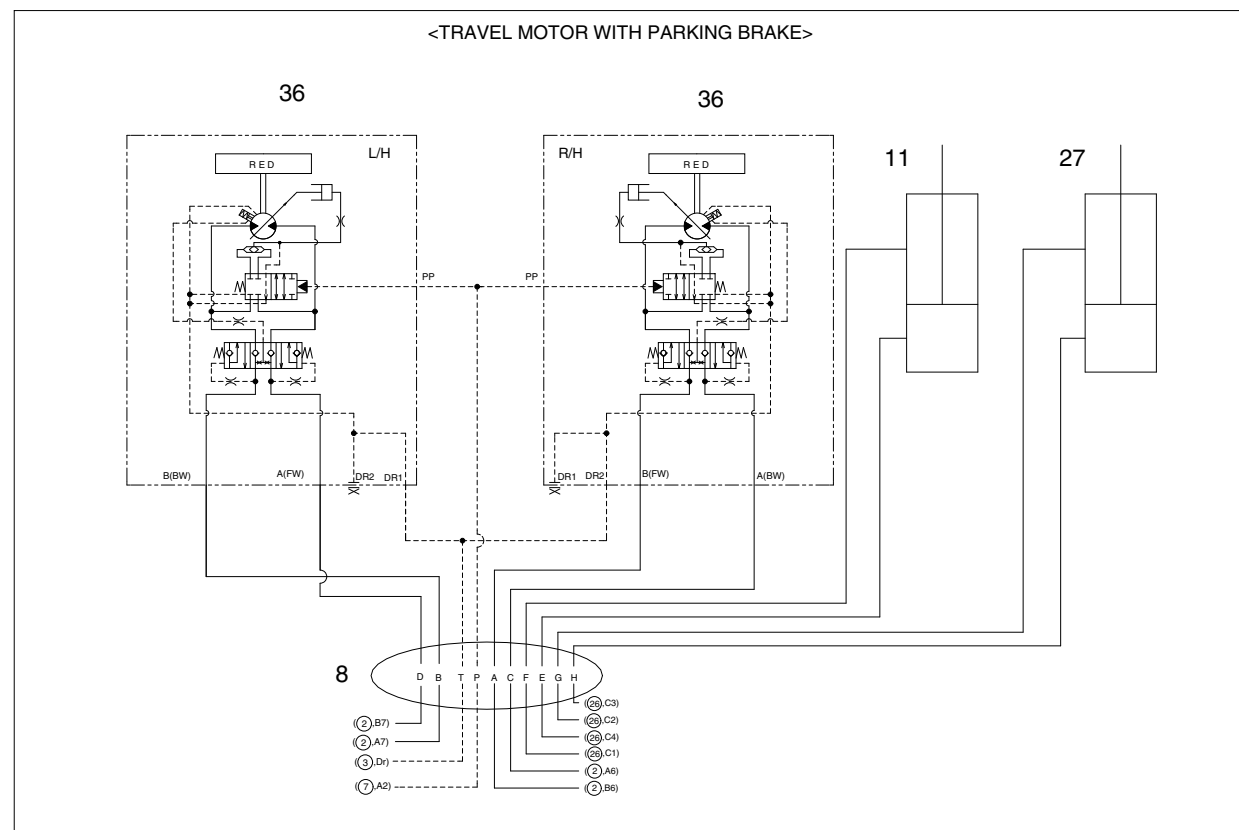 <TRAVEL MOTOR WITH PARKING BRAKE>
36
36
L/H
R/H
11
27
RED
RED
PP
PP
B(BW)
A(FW)
DR2
DR1
DR1
DR2
B(FW)
A(BW)
8
D B T P A C F E G H
(2,B7)
(2,A7)
(3,Dr)
(7,A2)
(26,C3)
(26,C2)
(26,C4)
(26,C1)
(2,A6)
(2,B6)